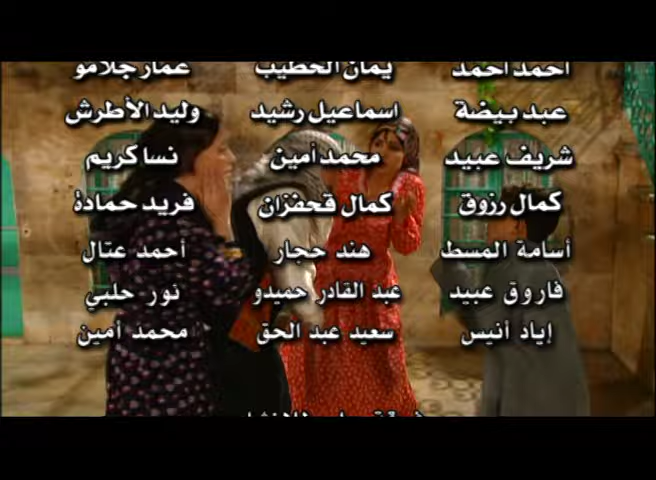 أحمد أحمد يمان الخطيب عمار جلامو
عبد بيضة اسماعيل رشيد وليد الأطرش
شريف عبيد محمد أمين نسا كريم
كمال رزوق كمال قحفزان فريد حمادة
أسامة المسط هند حجار أحمد عتال
فاروق عبيد عبد القادر حميدو نور حلبي
إياد أنيس سعيد عبد الحق محمد أمين